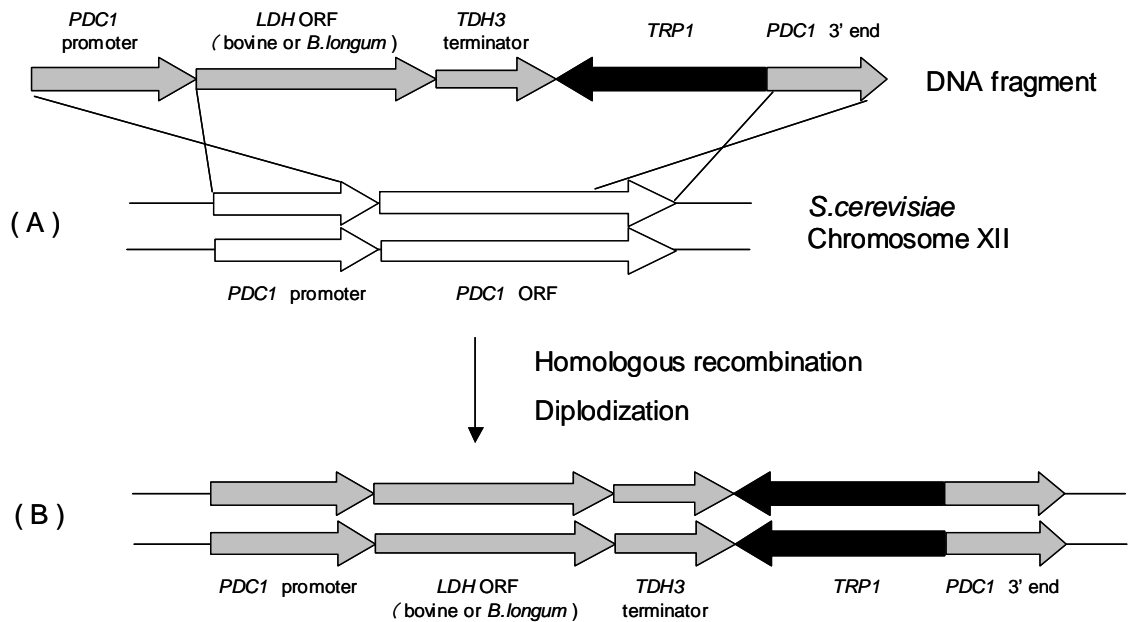 PDC1
promoter
LDH ORF
( bovine or B.longum )
TDH3
terminator
TRP1
PDC1 3' end
DNA fragment
( A )
S.cerevisiae
Chromosome XII
PDC1 promoter
PDC1 ORF
Homologous recombination
Diplodization
( B )
PDC1 promoter
LDH ORF
( bovine or B.longum )
TDH3
terminator
TRP1
PDC1 3' end